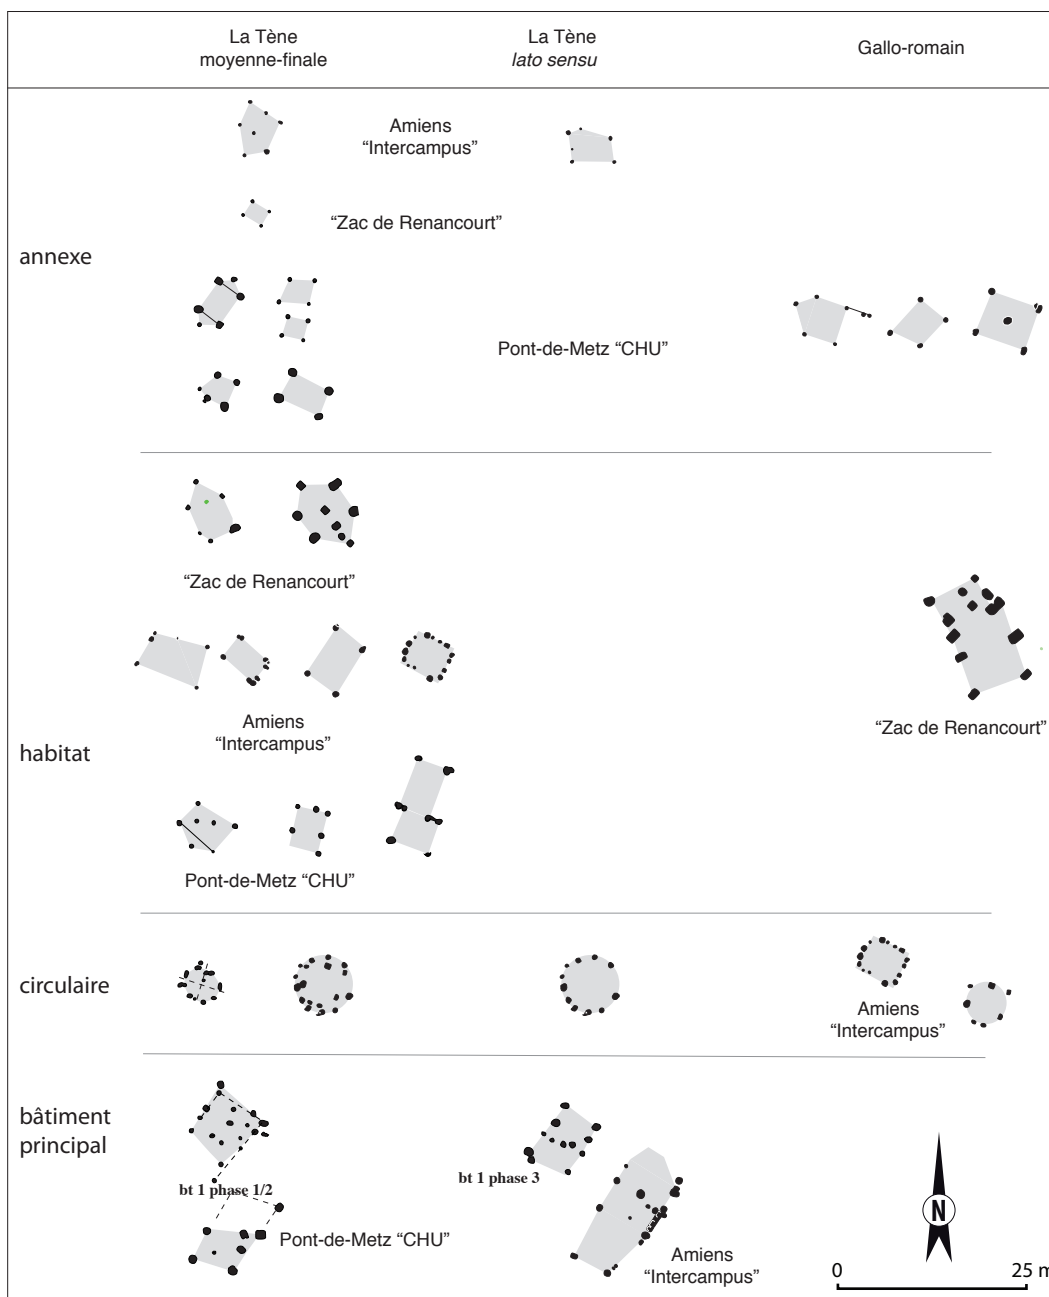 La Tène
moyenne-finale
La Tène
lato sensu
Gallo-romain
annexe
Amiens
“Intercampus”
“Zac de Renancourt”
Pont-de-Metz “CHU”
habitat
“Zac de Renancourt”
Amiens
“Intercampus”
“Zac de Renancourt”
Pont-de-Metz “CHU”
circulaire
Amiens
“Intercampus”
bâtiment
principal
bt 1 phase 1/2
bt 1 phase 3
Pont-de-Metz “CHU”
Amiens
“Intercampus”
N
0 25 m